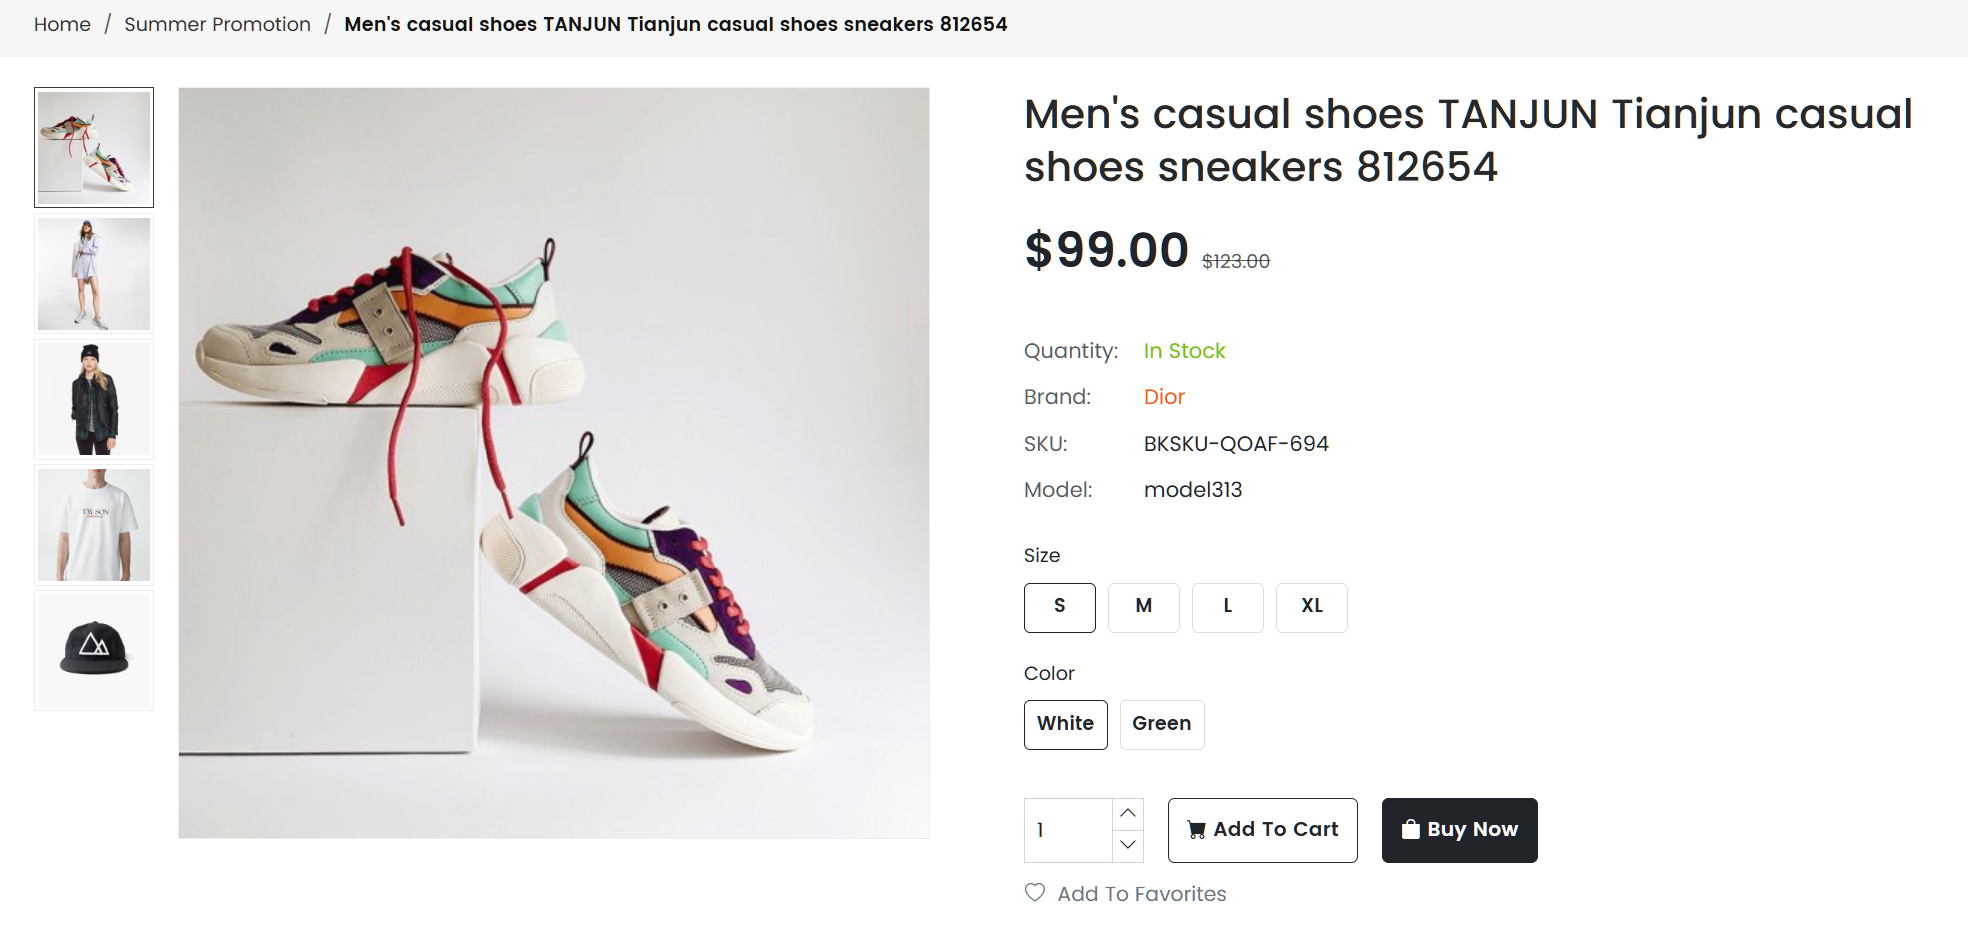 Home / Summer Promotion / Men's casual shoes TANJUN Tianjun casual shoes sneakers 812654
TAY SON
Men's casual shoes TANJUN Tianjun casual
shoes sneakers 812654
$99.00 $123.00
Quantity: In Stock
Brand: Dior
SKU: BKSKU-QOAF-694
Model: model313
Size
S M L XL
Color
White Green
1 Add To Cart Buy Now
Add To Favorites